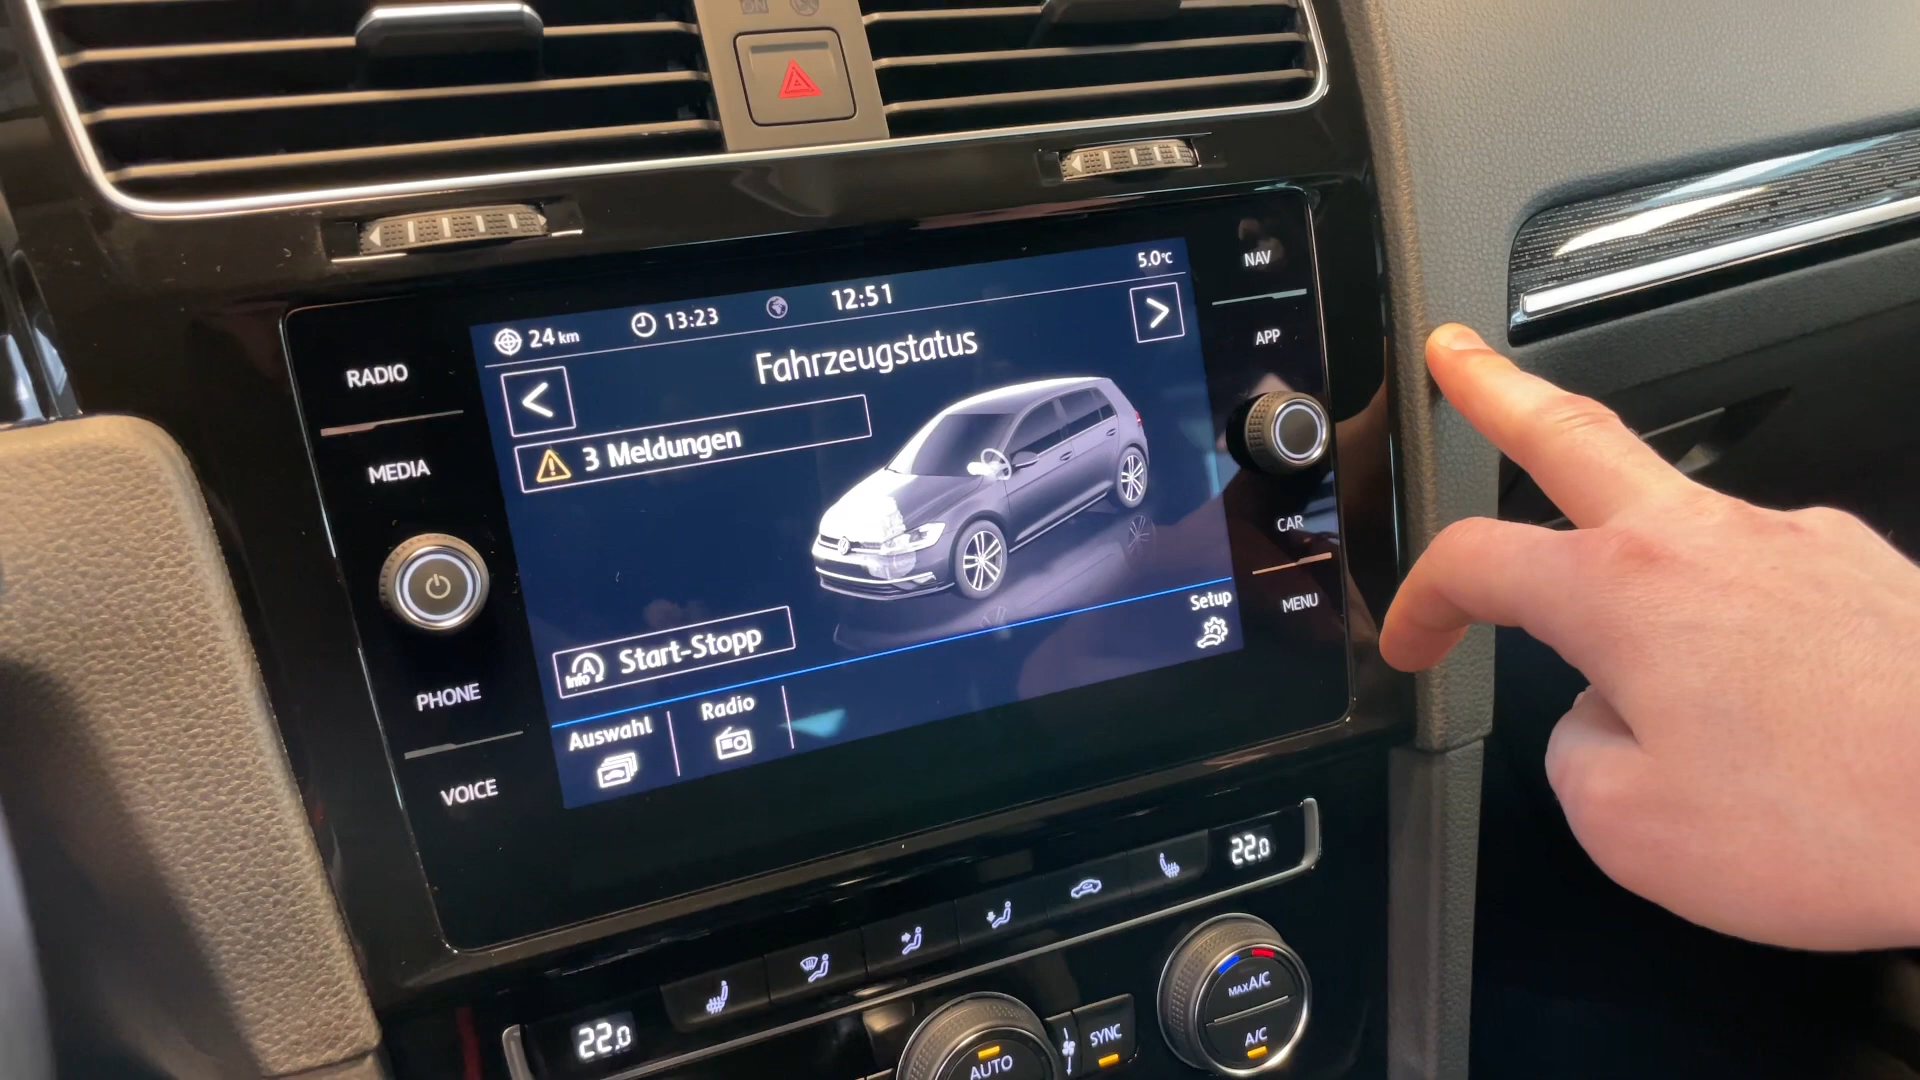 ON
5.0°C
24 km
13:23
12:51
NAV
Fahrzeugstatus
APP
RADIO
3 Meldungen
MEDIA
CAR
Setup
MENU
Start-Stopp
Info
PHONE
Auswahl
Radio
VOICE
22.0
22.0
MAX A/C
A/C
SYNC
AUTO
A